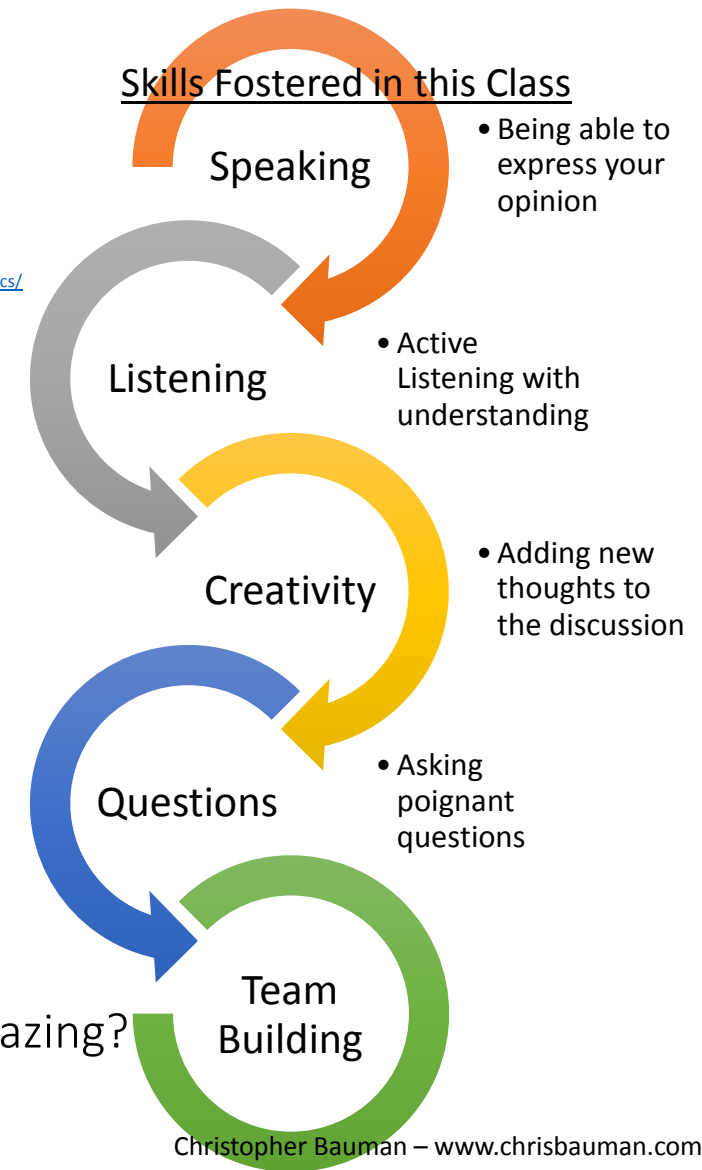 Skills Fostered in this Class
Speaking
• Being able to
express your
opinion
cs/
Listening
• Active
Listening with
understanding
Creativity
• Adding new
thoughts to
the discussion
Questions
• Asking
poignant
questions
Team
Building
azing?
Christopher Bauman – www.chrisbauman.com